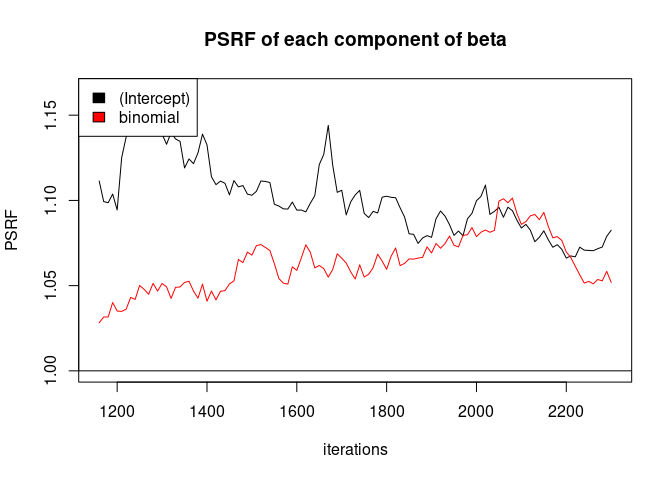 PSRF of each component of beta
(Intercept)
binomial
PSRF
1.15
1.10
1.05
1.00
1200 1400 1600 1800 2000 2200
iterations